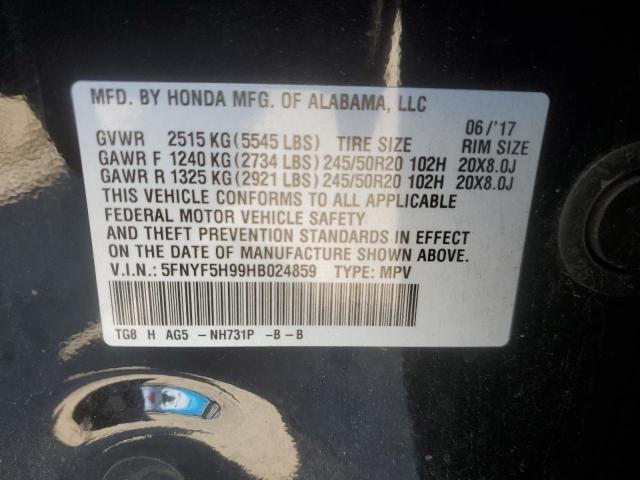 MFD. BY HONDA MFG. OF ALABAMA, LLC
06/'17
GVWR 2515 KG (5545 LBS) TIRE SIZE RIM SIZE
GAWR F 1240 KG (2734 LBS) 245/50R20 102H 20X8.0J
GAWR R 1325 KG (2921 LBS) 245/50R20 102H 20X8.0J
THIS VEHICLE CONFORMS TO ALL APPLICABLE
FEDERAL MOTOR VEHICLE SAFETY
AND THEFT PREVENTION STANDARDS IN EFFECT
ON THE DATE OF MANUFACTURE SHOWN ABOVE.
V.I.N.: 5FNYF5H99HB024859 TYPE: MPV
TG8 H AG5 -NH731P -B-B